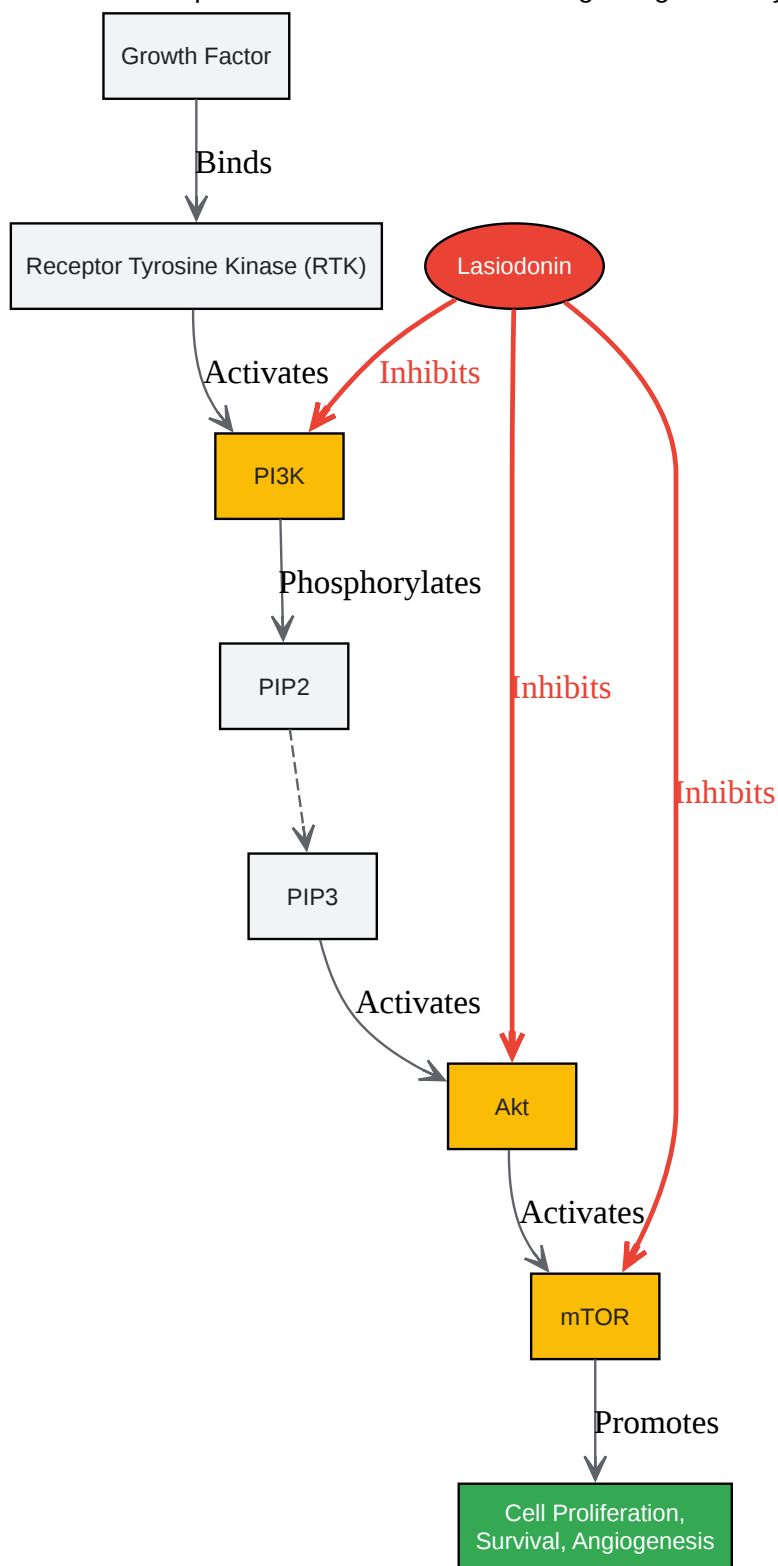 Growth Factor
Binds
Receptor Tyrosine Kinase (RTK)
Lasiodonin
Activates
Inhibits
PI3K
Phosphorylates
PIP2
Inhibits
Inhibits
PIP3
Activates
Akt
Activates
mTOR
Promotes
Cell Proliferation,
Survival, Angiogenesis